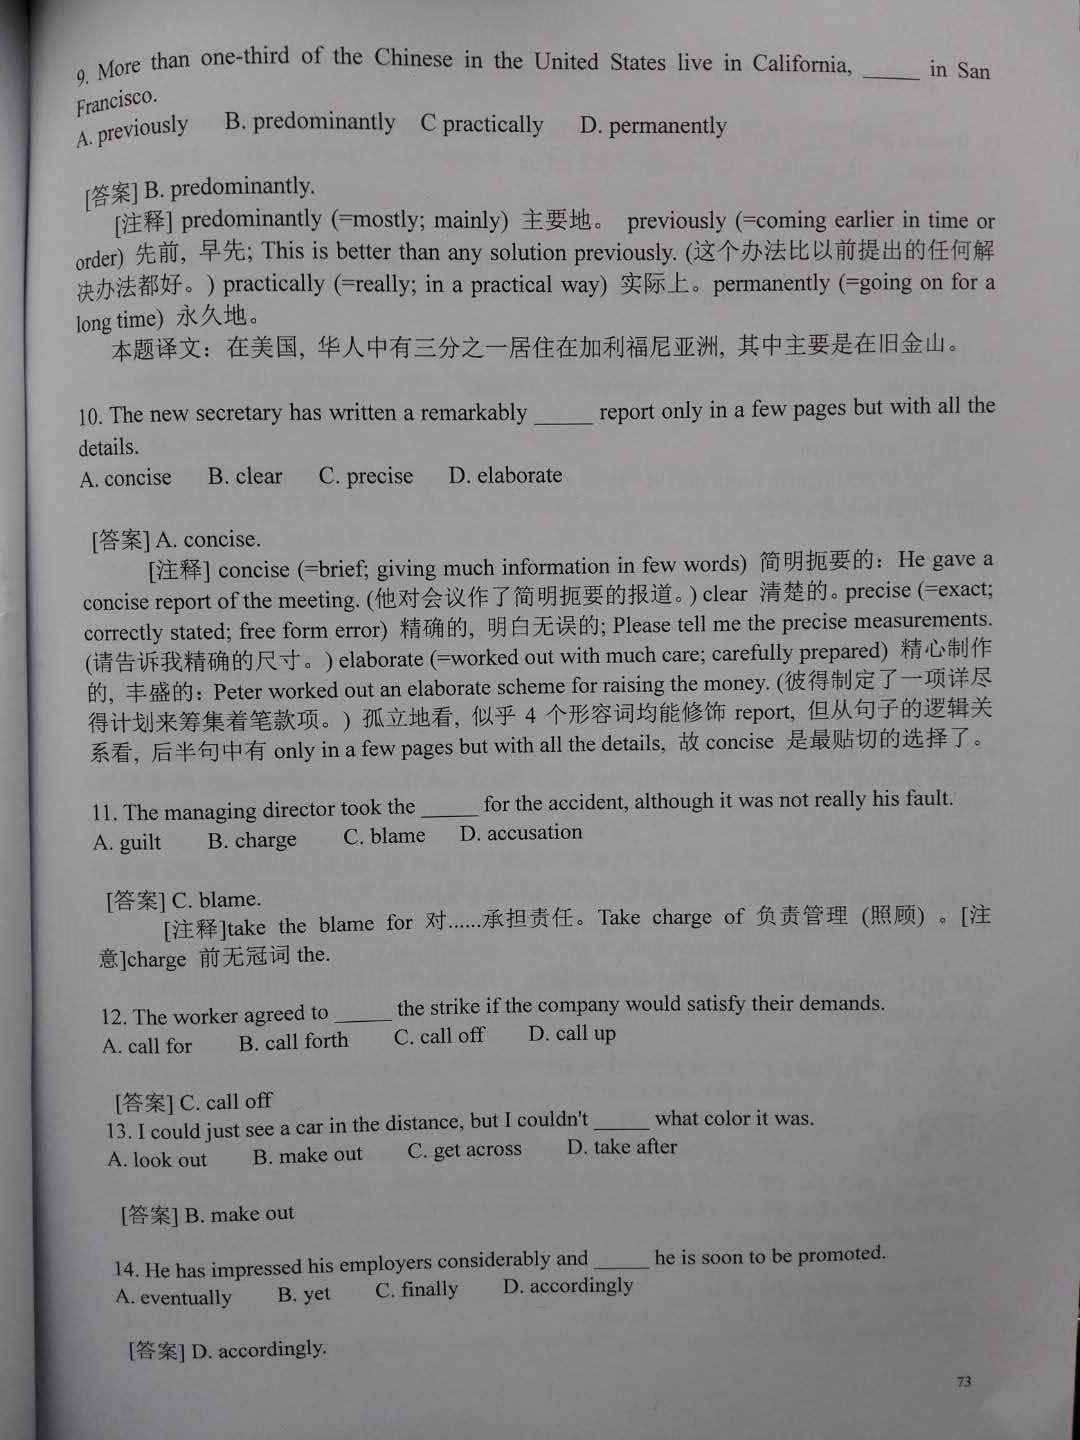 9. More than one-third of the Chinese in the United States live in California, _____ in San
Francisco.
A. previously B. predominantly C practically D. permanently
[答案] B. predominantly.
[注释] predominantly (=mostly; mainly) 主要地。 previously (=coming earlier in time or
order) 先前, 早先; This is better than any solution previously. (这个办法比以前提出的任何解
决办法都好。) practically (=really; in a practical way) 实际上。permanently (=going on for a
long time) 永久地。
本题译文：在美国, 华人中有三分之一居住在加利福尼亚洲, 其中主要是在旧金山。
10. The new secretary has written a remarkably _____ report only in a few pages but with all the
details.
A. concise B. clear C. precise D. elaborate
[答案] A. concise.
[注释] concise (=brief; giving much information in few words) 简明扼要的：He gave a
concise report of the meeting. (他对会议作了简明扼要的报道。) clear 清楚的。precise (=exact;
correctly stated; free form error) 精确的, 明白无误的; Please tell me the precise measurements.
(请告诉我精确的尺寸。) elaborate (=worked out with much care; carefully prepared) 精心制作
的, 丰盛的：Peter worked out an elaborate scheme for raising the money. (彼得制定了一项详尽
得计划来筹集着笔款项。) 孤立地看, 似乎 4 个形容词均能修饰 report, 但从句子的逻辑关
系看, 后半句中有 only in a few pages but with all the details, 故 concise 是最贴切的选择了。
11. The managing director took the _____ for the accident, although it was not really his fault.
A. guilt B. charge C. blame D. accusation
[答案] C. blame.
[注释]take the blame for 对......承担责任。Take charge of 负责管理 (照顾) 。[注
意]charge 前无冠词 the.
12. The worker agreed to _____ the strike if the company would satisfy their demands.
A. call for B. call forth C. call off D. call up
[答案] C. call off
13. I could just see a car in the distance, but I couldn't _____ what color it was.
A. look out B. make out C. get across D. take after
[答案] B. make out
14. He has impressed his employers considerably and _____ he is soon to be promoted.
A. eventually B. yet C. finally D. accordingly
[答案] D. accordingly.
73